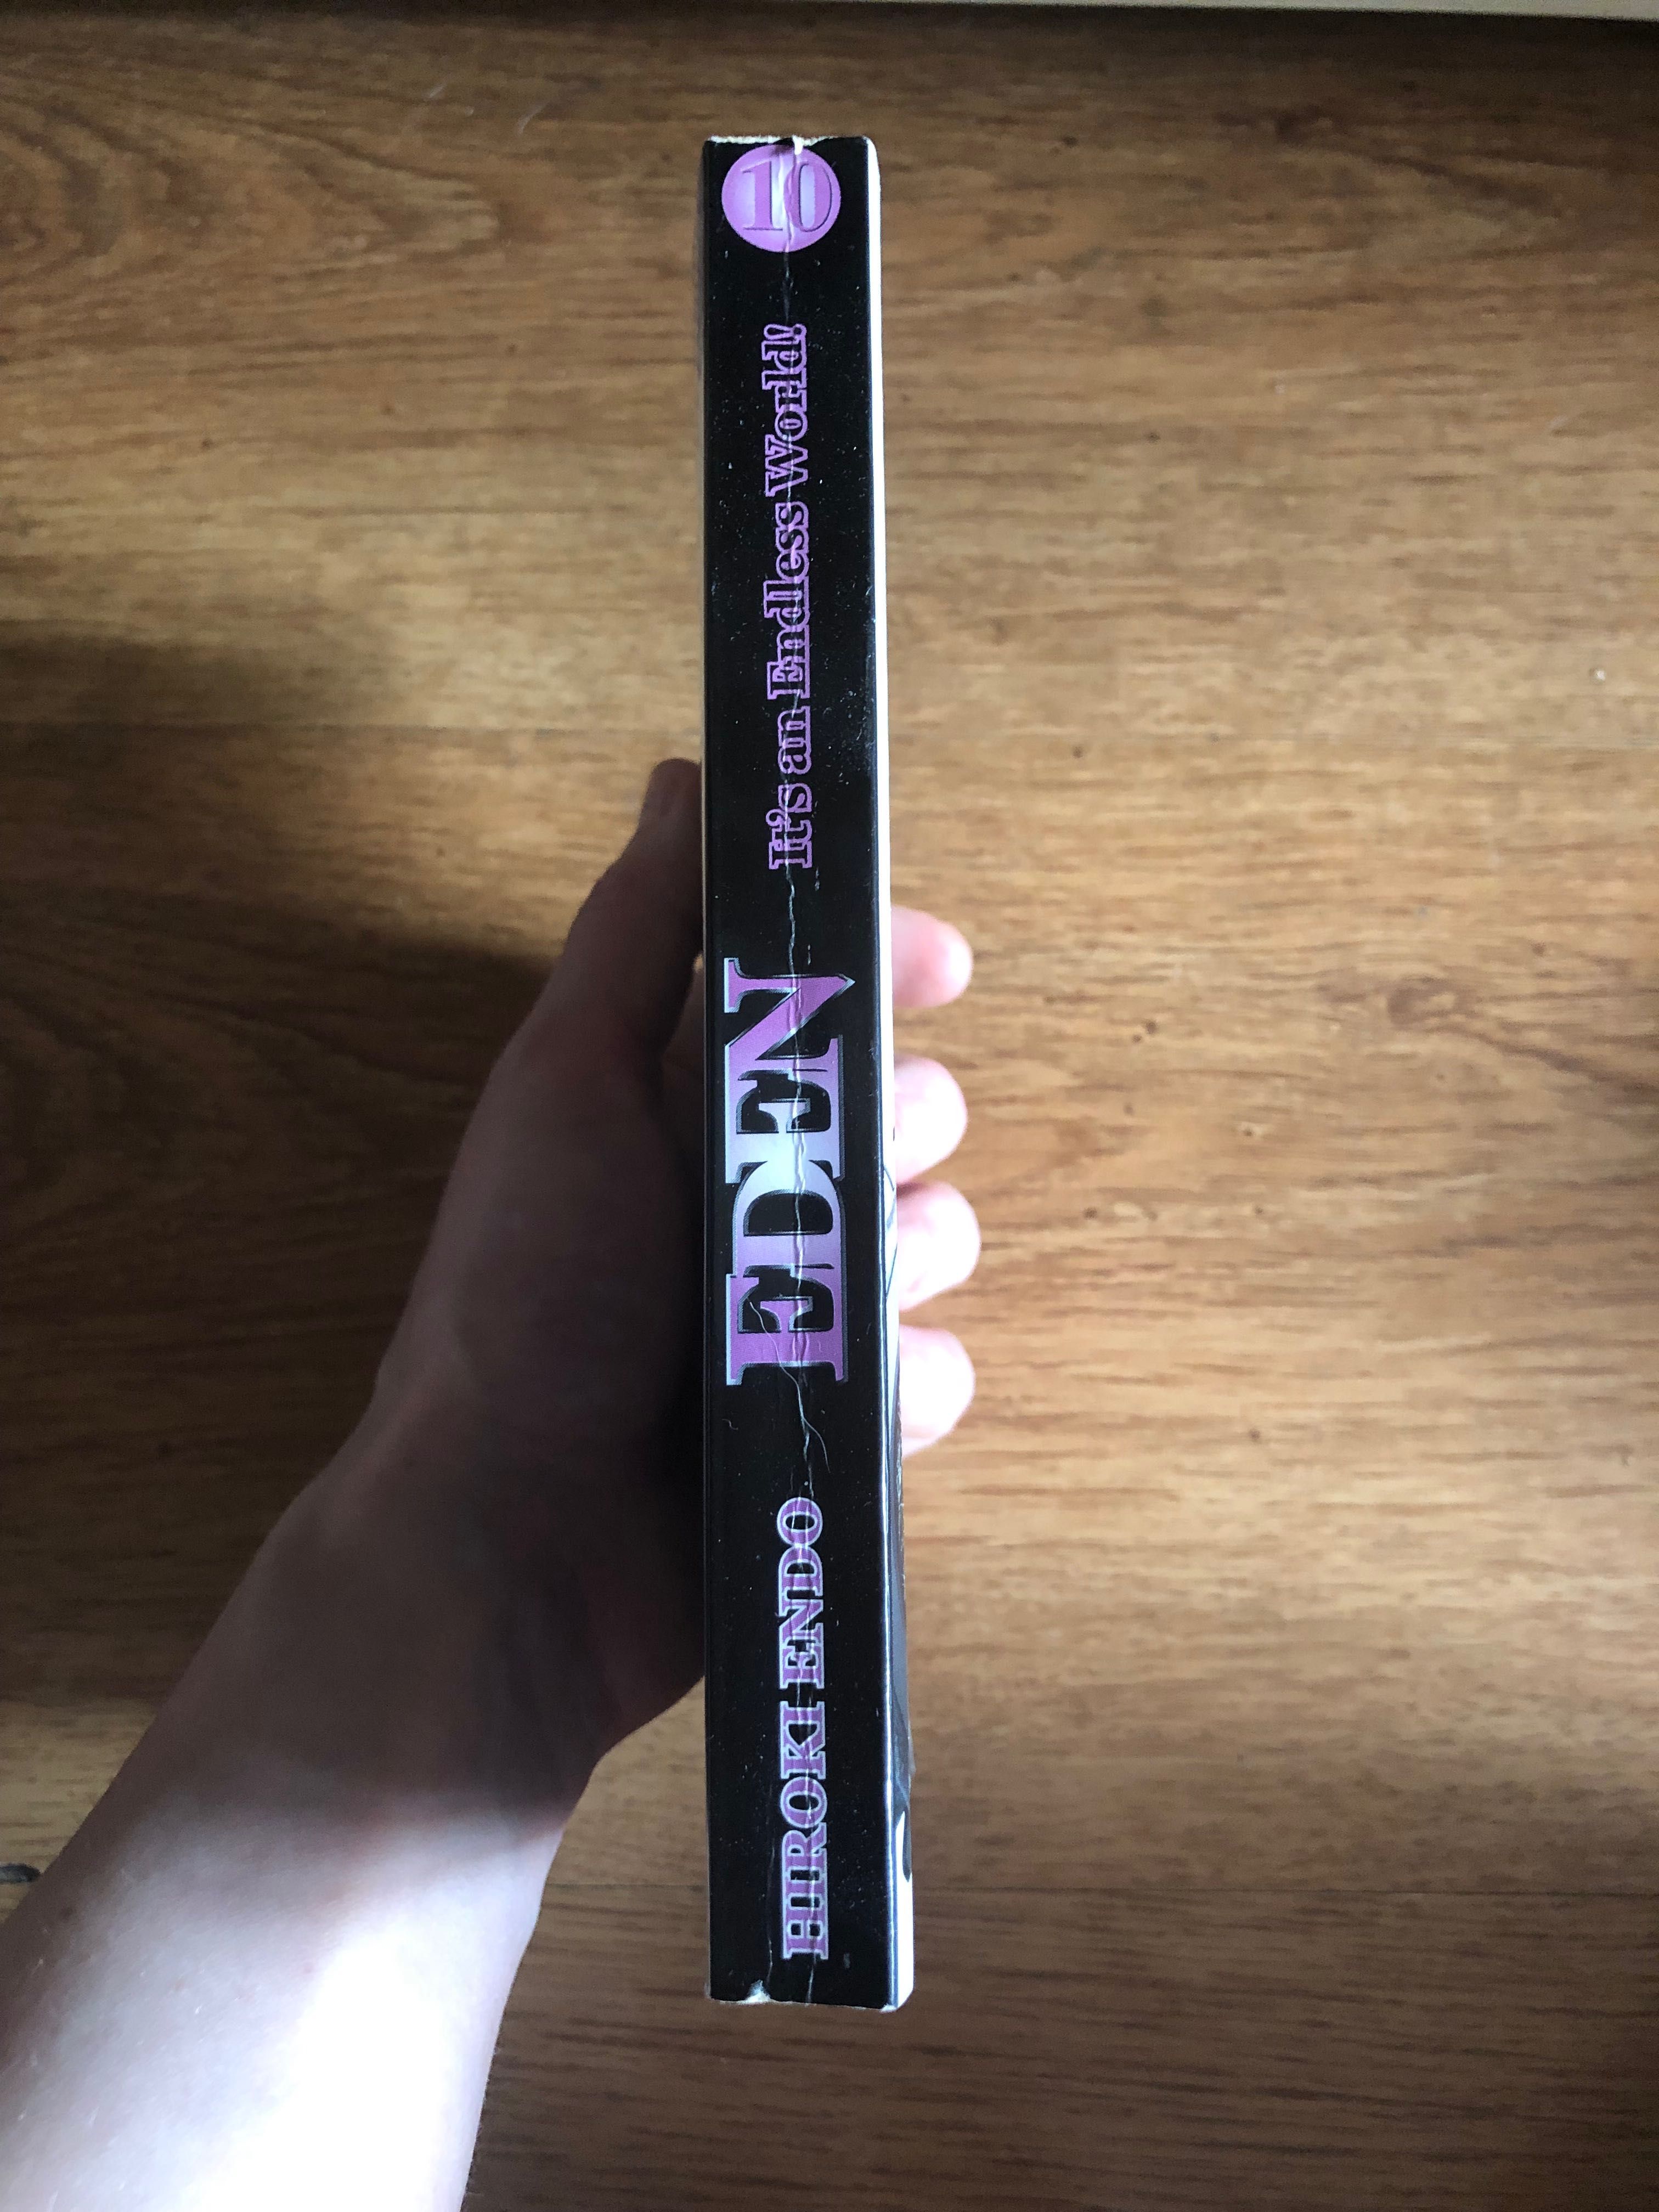 10
It's an Endless World!
EDEN
HIROKI ENDO